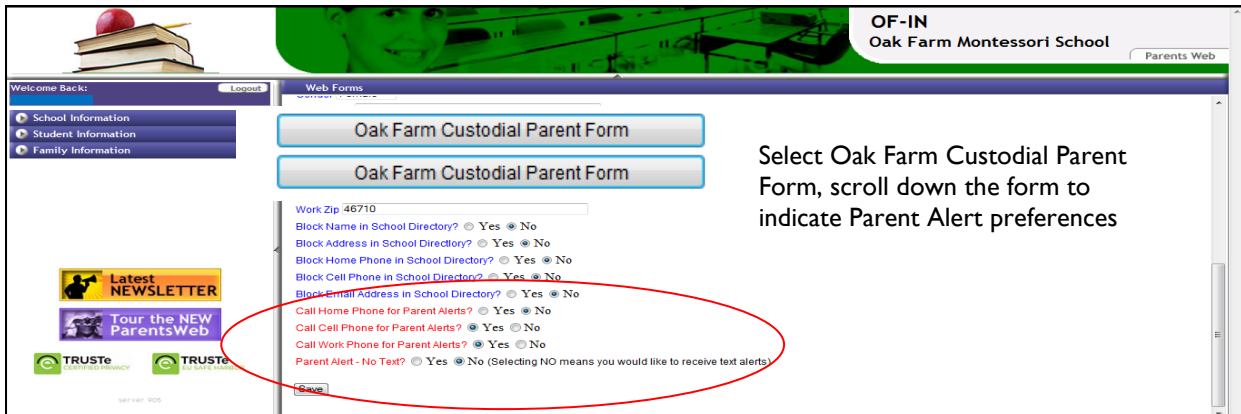 OF-IN
Oak Farm Montessori School
Parents Web
Welcome Back:
Logout
Web Forms
School Information
Student Information
Family Information
Oak Farm Custodial Parent Form
Oak Farm Custodial Parent Form
Select Oak Farm Custodial Parent
Form, scroll down the form to
indicate Parent Alert preferences
Work Zip 46710
Block Name in School Directory? Yes No
Block Address in School Directlory? Yes No
Block Home Phone in School Directory? Yes No
Block Cell Phone in School Directory? Yes No
Block Email Address in School Directory? Yes No
Call Home Phone for Parent Alerts? Yes No
Call Cell Phone for Parent Alerts? Yes No
Call Work Phone for Parent Alerts? Yes No
Parent Alert - No Text? Yes No (Selecting NO means you would like to receive text alerts)
Save
Latest
NEWSLETTER
Tour the NEW
ParentsWeb
TRUSTe
CERTIFIED PRIVACY
TRUSTe
EU SAFE HARBOR
server 905